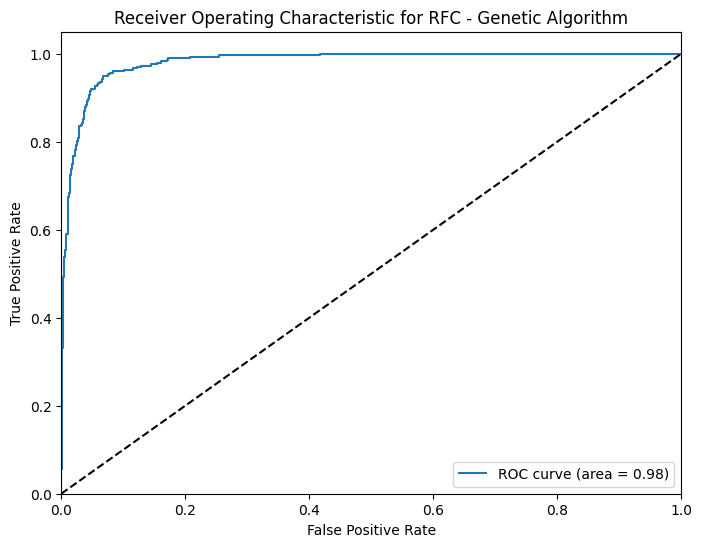 Receiver Operating Characteristic for RFC - Genetic Algorithm
True Positive Rate
1.0
0.8
0.6
0.4
0.2
0.0
ROC curve (area = 0.98)
0.0 0.2 0.4 0.6 0.8 1.0
False Positive Rate